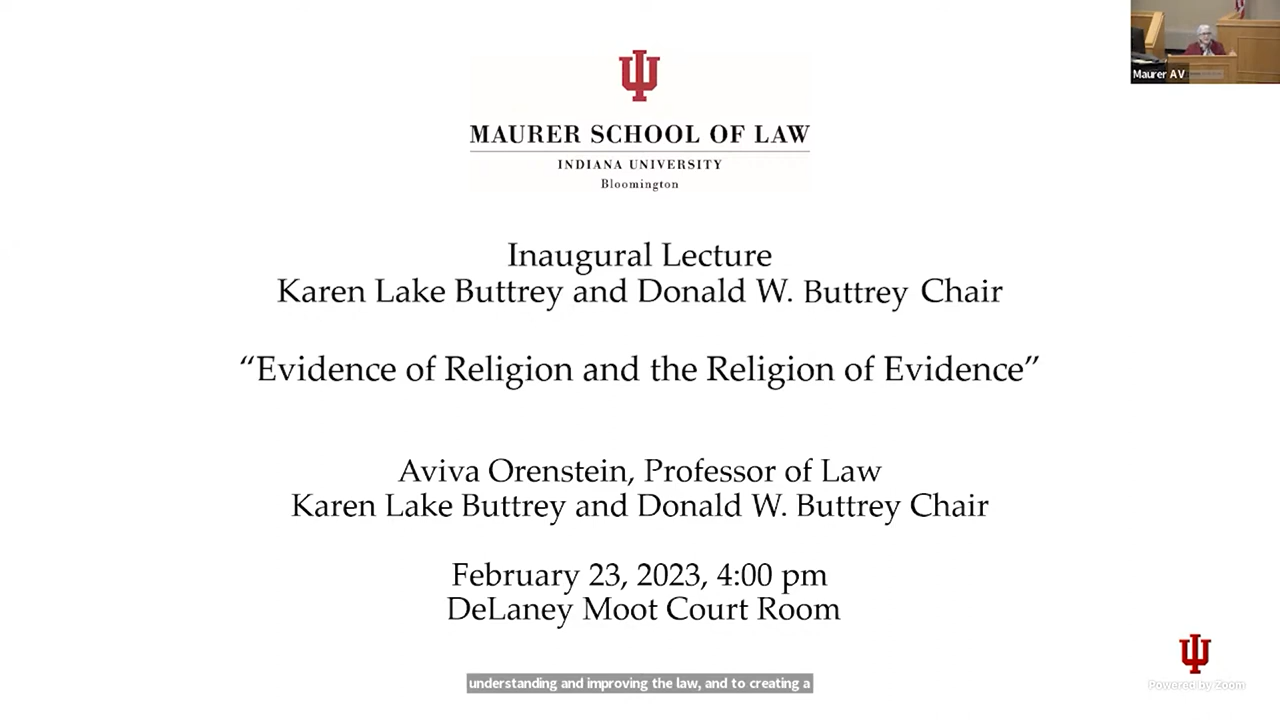 MAURER SCHOOL OF LAW
INDIANA UNIVERSITY
Bloomington
Maurer AV
Inaugural Lecture
Karen Lake Buttrey and Donald W. Buttrey Chair
“Evidence of Religion and the Religion of Evidence”
Aviva Orenstein, Professor of Law
Karen Lake Buttrey and Donald W. Buttrey Chair
February 23, 2023, 4:00 pm
DeLaney Moot Court Room
understanding and improving the law, and to creating a
Powered by Zoom